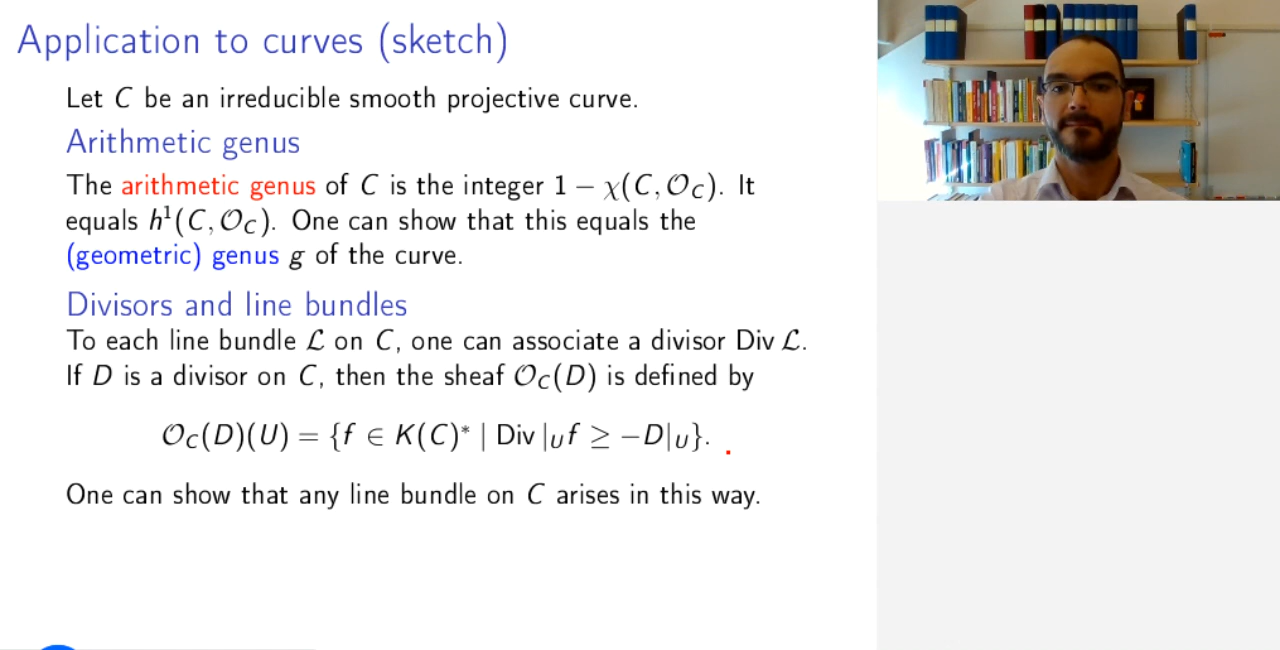 Application to curves (sketch)
Let C be an irreducible smooth projective curve.
Arithmetic genus
The arithmetic genus of C is the integer 1 − χ(C, 𝒪_C). It
equals h¹(C, 𝒪_C). One can show that this equals the
(geometric) genus g of the curve.
Divisors and line bundles
To each line bundle ℒ on C, one can associate a divisor Div ℒ.
If D is a divisor on C, then the sheaf 𝒪_C(D) is defined by
𝒪_C(D)(U) = {f ∈ K(C)* | Div |_U f ≥ −D|_U}.
One can show that any line bundle on C arises in this way.